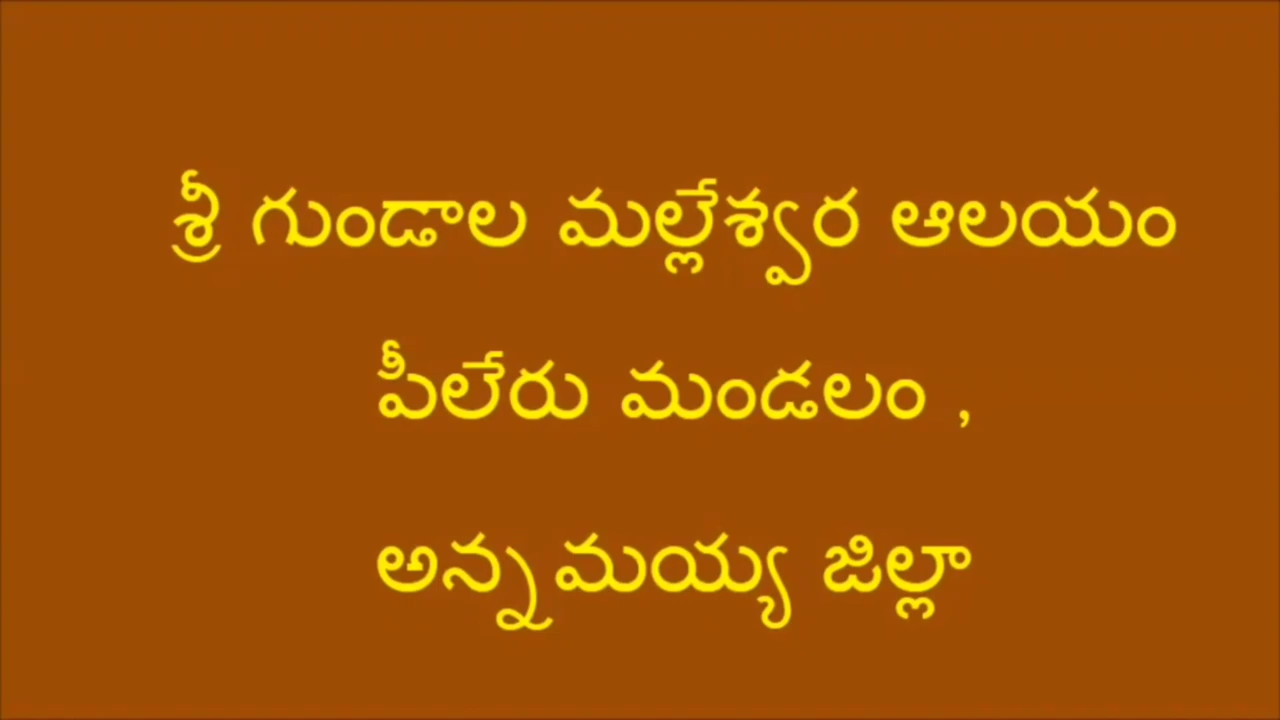 శ్రీ గుండాల మల్లేశ్వర ఆలయం
పీలేరు మండలం ,
అన్నమయ్య జిల్లా